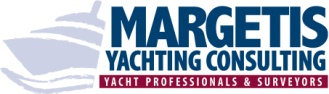 MARGETIS
YACHTING CONSULTING
YACHT PROFESSIONALS & SURVEYORS